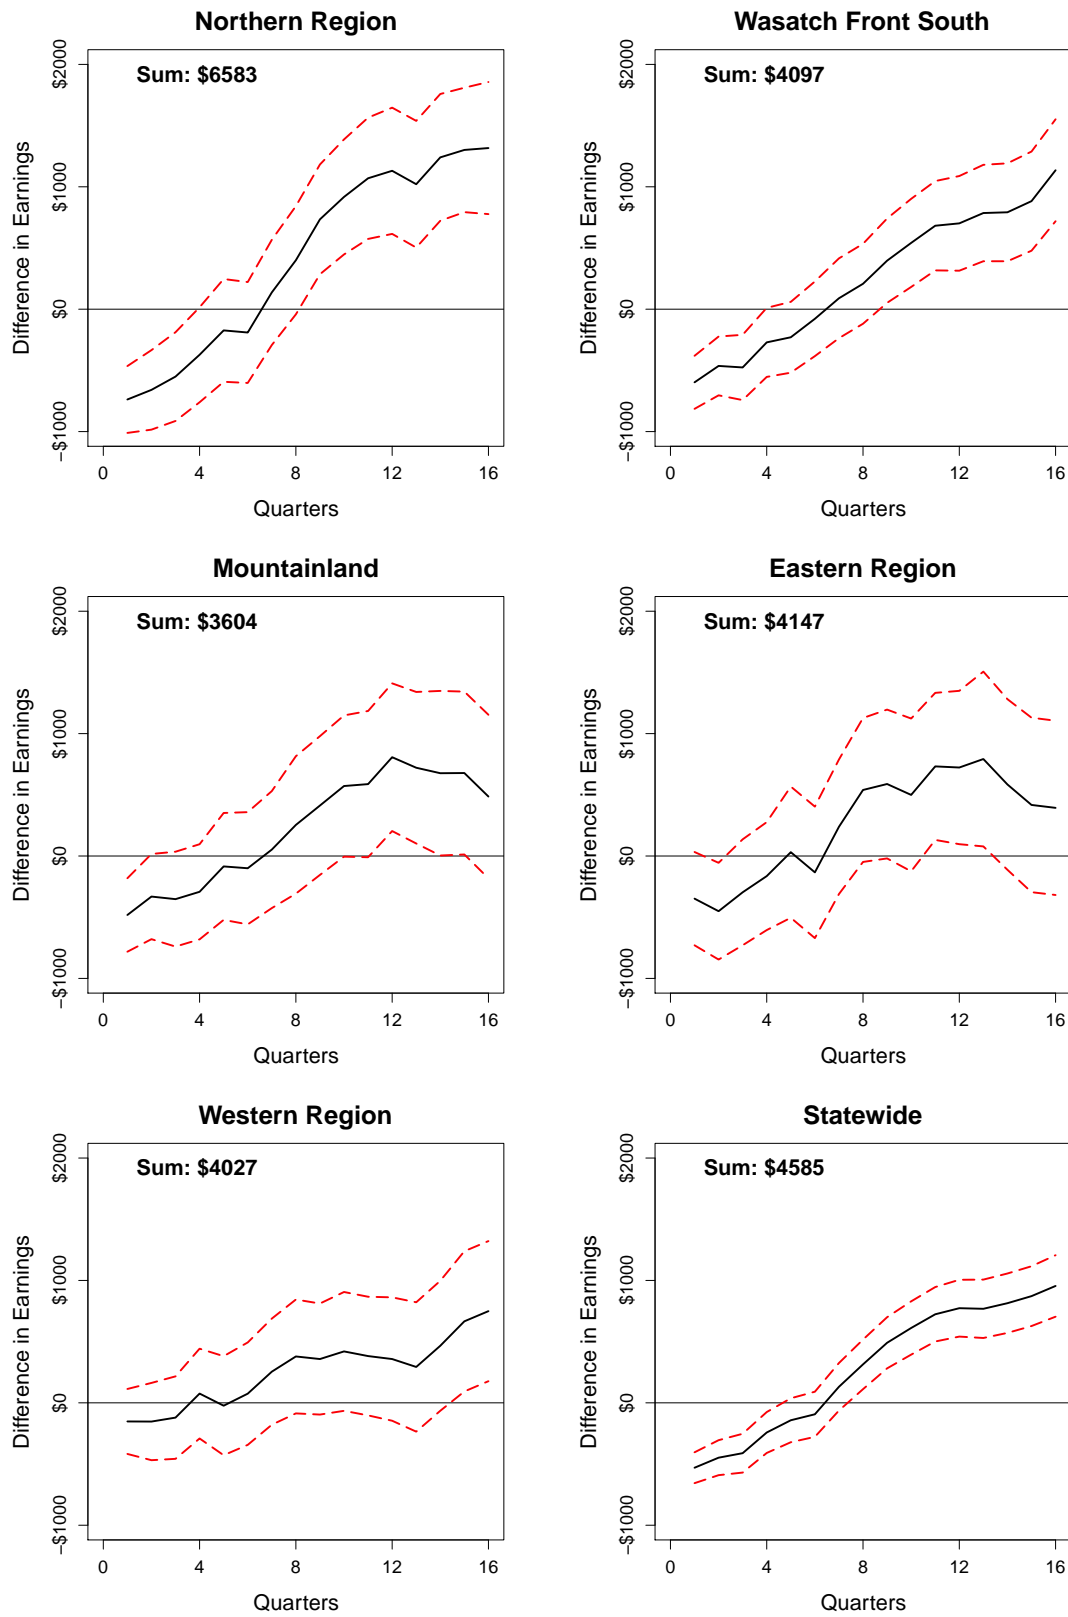 Northern Region
Sum: $6583
Difference in Earnings
$2000
$1000
$0
−$1000
0 4 8 12 16
Quarters
Wasatch Front South
Sum: $4097
Difference in Earnings
$2000
$1000
$0
−$1000
0 4 8 12 16
Quarters
Mountainland
Sum: $3604
Difference in Earnings
$2000
$1000
$0
−$1000
0 4 8 12 16
Quarters
Eastern Region
Sum: $4147
Difference in Earnings
$2000
$1000
$0
−$1000
0 4 8 12 16
Quarters
Western Region
Sum: $4027
Difference in Earnings
$2000
$1000
$0
−$1000
0 4 8 12 16
Quarters
Statewide
Sum: $4585
Difference in Earnings
$2000
$1000
$0
−$1000
0 4 8 12 16
Quarters